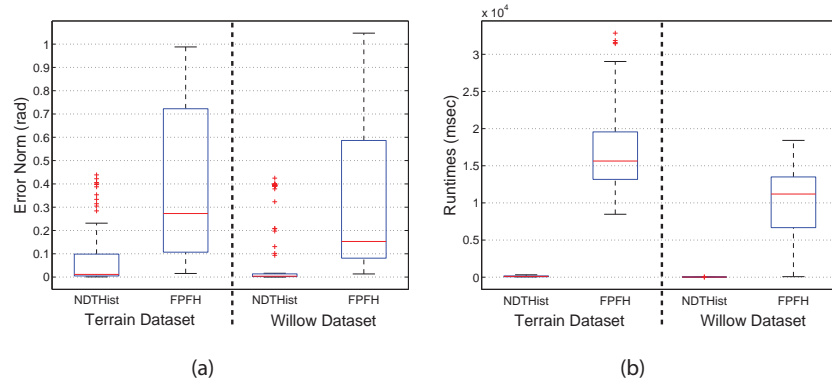 1
0.9
0.8
0.7
0.6
0.5
0.4
0.3
0.2
0.1
0
Error Norm (rad)
NDTHist
FPFH
NDTHist
FPFH
Terrain Dataset
Willow Dataset
(a)
x 10⁴
3
2.5
2
1.5
1
0.5
0
Runtimes (msec)
NDTHist
FPFH
NDTHist
FPFH
Terrain Dataset
Willow Dataset
(b)